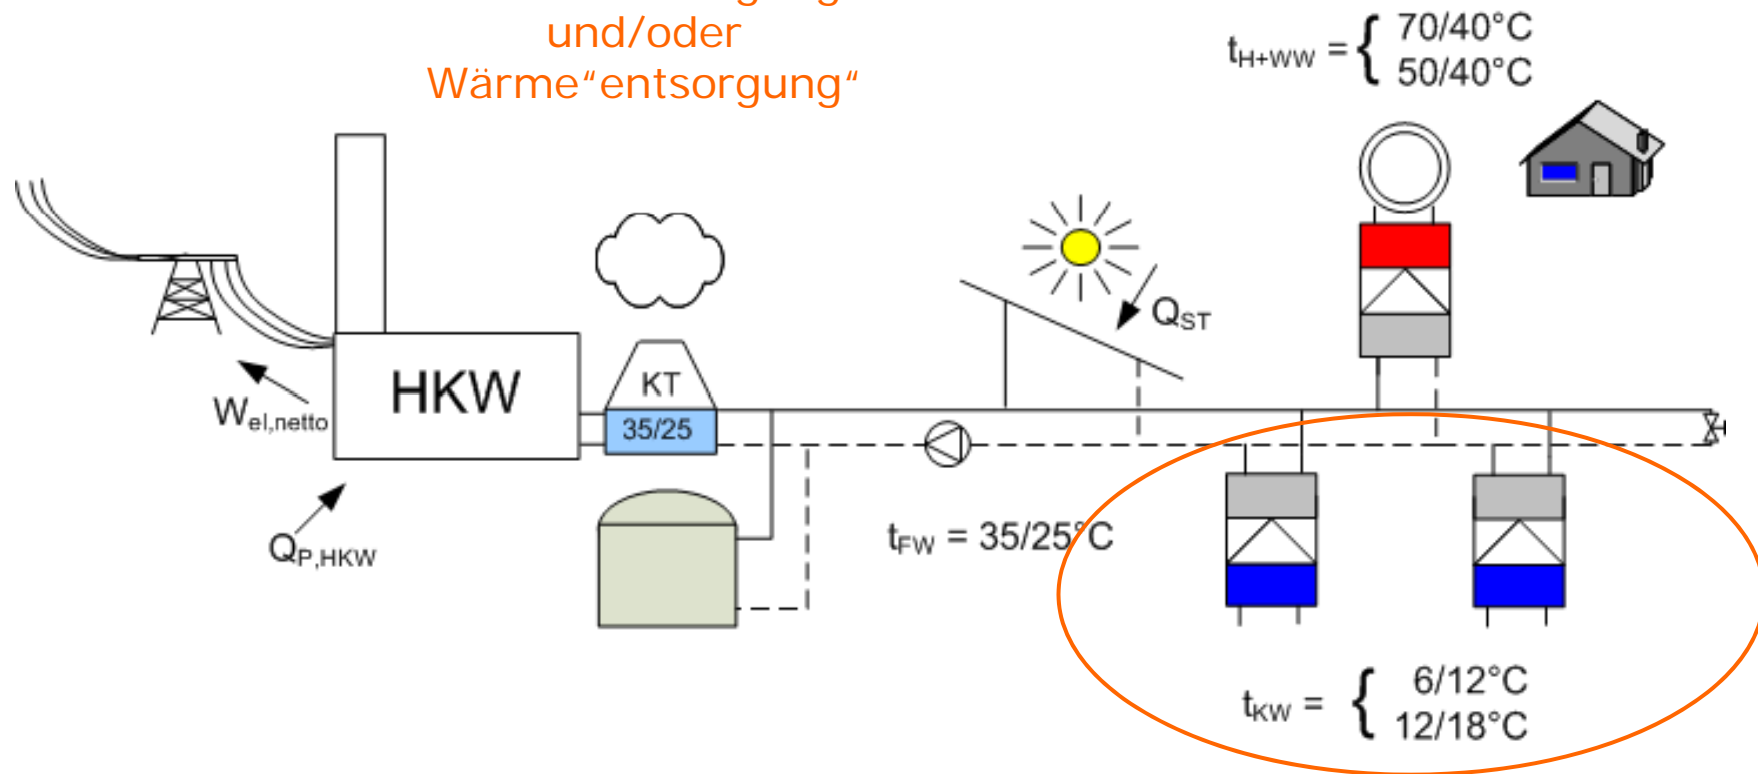 und/oder
Wärme“entsorgung“
tH+WW = { 70/40°C
50/40°C
QST
HKW
KT
35/25
Wel,netto
QP,HKW
tFW = 35/25°C
tKW = { 6/12°C
12/18°C